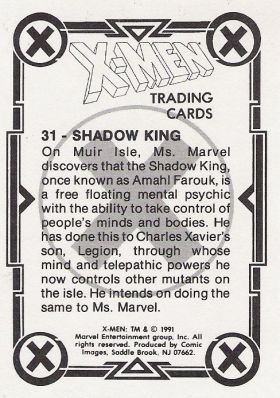 X-MEN
TRADING
CARDS
31 - SHADOW KING
On Muir Isle, Ms. Marvel
discovers that the Shadow King,
once known as Amahl Farouk, is
a free floating mental psychic
with the ability to take control of
people's minds and bodies. He
has done this to Charles Xavier's
son, Legion, through whose
mind and telepathic powers he
now controls other mutants on
the isle. He intends on doing the
same to Ms. Marvel.
X-MEN: TM & © 1991
Marvel Entertainment group, Inc. All
rights reserved. Produced by Comic
Images, Saddle Brook, NJ 07662.